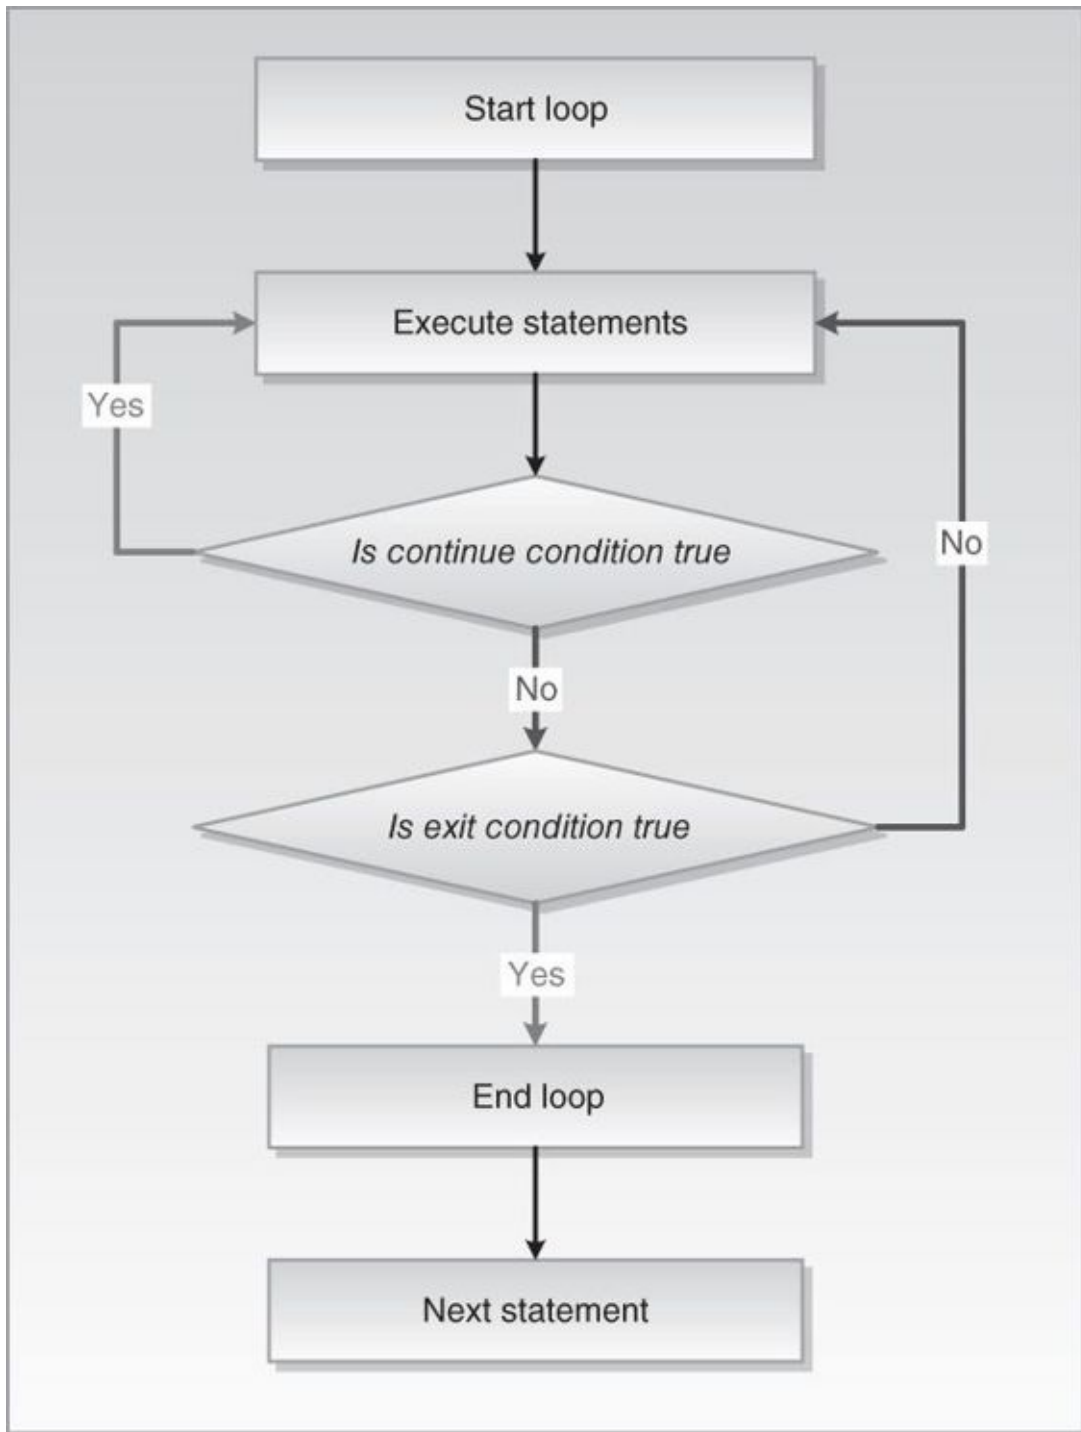 Start loop
Execute statements
Yes
Is continue condition true
No
No
Is exit condition true
Yes
End loop
Next statement